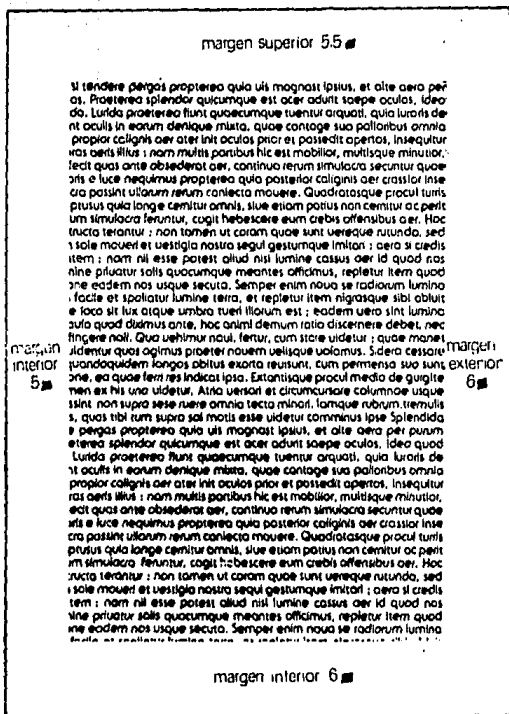 margen superior 5.5
si tendere pergas propterea quia uis magnast ipsius, et alte aera per
as. Praeterea splendor quicumque est acer adurit saepe oculos, ideo
da. Lurida praeterea fiunt quaecumque tuentur arquati, quia luroris de
nt oculis in eorum denique mixta, quae contage sua palloribus omnia
propior caliginis aer ater init oculos prior et possedit apertos, insequitur
ras aeris illius : nam multis partibus hic est mobilior, multisque minutior,
fecit quas ante obsederat aer, continuo rerum simulacra secuntur quae
bris e luce nequimus propterea quia posterior caliginis aer crassior inse
cra possint ullarum rerum coniecta mouere. Quadratasque procul turris
ptusus quia longe cernitur omnis, siue etiam potius non cernitur ac perit
um simulacra feruntur, cogit hebescere eum crebis offensibus aer. Hoc
tructa terantur ; non tamen ut coram quae sunt uereque rutunda, sed
n sole moueri et uestigia nostra sequi gestumque imitari ; aera si credis
item ; nam nil esse potest aliud nisi lumine cassus aer id quod nos
nine priuatur solis quacumque meantes officimus, repletur item quod
one eadem nos usque secuta. Semper enim noua se radiorum lumina
facile et spoliatur lumine terra, et repletur item nigrasque sibi abluit
e loco sit lux atque umbra tueri illorum est ; eadem uero sint lumina
aulo quod diximus ante, hoc animi demum ratio discernere debet, nec
fingere noli. Qua uehimur naui, fertur, cum stare uidetur ; quae manet
uidentur quos agimus praeter nauem uelisque uolamus. Sidera cessare
quandoquidem longos obitus exorta reuisunt, cum permensa suo sunt
one, ea quae fert res indicat ipsa. Extantisque procul medio de gurgite
men ex his una uidetur. Atria uersari et circumcursare columnae usque
ssint non supra sese ruere omnia tecta minari. Iamque rubrum tremulis
s, quas tibi tum supra sol motis esse uidetur comminus ipse Splendida
e pergas propterea quia uis magnast ipsius, et alte aera per purum
eterea splendor quicumque est acer adurit saepe oculos, ideo quod
Lurida praeterea fiunt quaecumque tuentur arquati, quia luroris de
nt oculis in eorum denique mixta, quae contage sua palloribus omnia
propior caliginis aer ater init oculos prior et possedit apertos, insequitur
ras aeris illius : nam multis partibus hic est mobilior, multisque minutior,
ecit quas ante obsederat aer, continuo rerum simulacra secuntur quae
ris e luce nequimus propterea quia posterior caliginis aer crassior inse
cra possint ullarum rerum coniecta mouere. Quadratasque procul turris
ptusus quia longe cernitur omnis, siue etiam potius non cernitur ac perit
um simulacra feruntur, cogit hebescere eum crebis offensibus aer. Hoc
ructa terantur ; non tamen ut coram quae sunt uereque rutunda, sed
n sole moueri et uestigia nostra sequi gestumque imitari ; aera si credis
tem ; nam nil esse potest aliud nisi lumine cassus aer id quod nos
nine priuatur solis quacumque meantes officimus, repletur item quod
ne eadem nos usque secuta. Semper enim noua se radiorum lumina
margen
interior
5
margen
exterior
6
margen interior 6